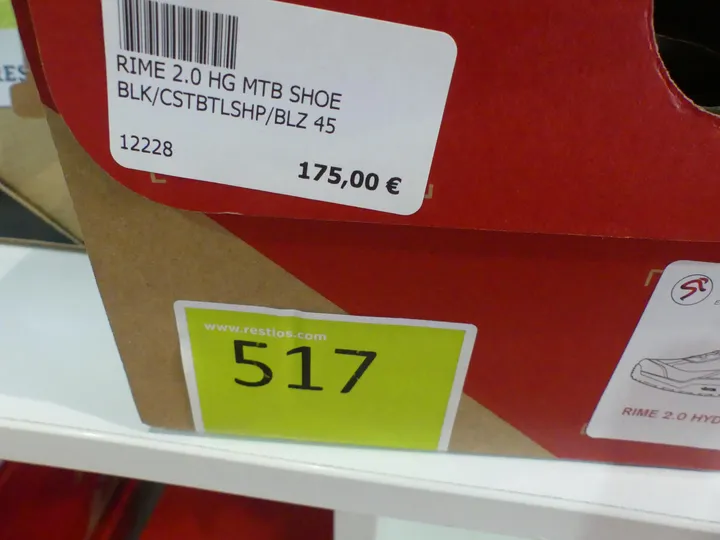 RIME 2.0 HG MTB SHOE
BLK/CSTBTLSHP/BLZ 45
12228
175,00 €
www.restios.com
517
RIME 2.0 HYD